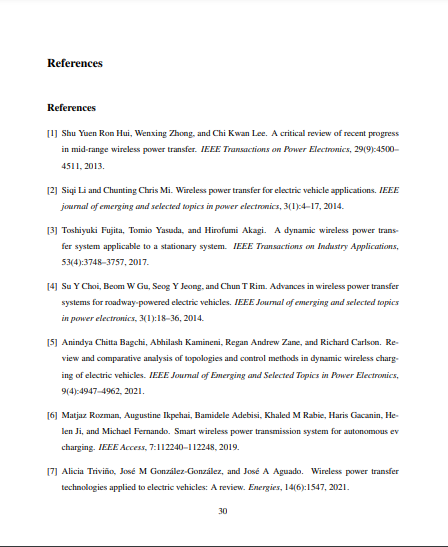 References
References
[1] Shu Yuen Ron Hui, Wenxing Zhong, and Chi Kwan Lee. A critical review of recent progress
in mid-range wireless power transfer. IEEE Transactions on Power Electronics, 29(9):4500–
4511, 2013.
[2] Siqi Li and Chunting Chris Mi. Wireless power transfer for electric vehicle applications. IEEE
journal of emerging and selected topics in power electronics, 3(1):4–17, 2014.
[3] Toshiyuki Fujita, Tomio Yasuda, and Hirofumi Akagi. A dynamic wireless power trans-
fer system applicable to a stationary system. IEEE Transactions on Industry Applications,
53(4):3748–3757, 2017.
[4] Su Y Choi, Beom W Gu, Seog Y Jeong, and Chun T Rim. Advances in wireless power transfer
systems for roadway-powered electric vehicles. IEEE Journal of emerging and selected topics
in power electronics, 3(1):18–36, 2014.
[5] Anindya Chitta Bagchi, Abhilash Kamineni, Regan Andrew Zane, and Richard Carlson. Re-
view and comparative analysis of topologies and control methods in dynamic wireless charg-
ing of electric vehicles. IEEE Journal of Emerging and Selected Topics in Power Electronics,
9(4):4947–4962, 2021.
[6] Matjaz Rozman, Augustine Ikpehai, Bamidele Adebisi, Khaled M Rabie, Haris Gacanin, He-
len Ji, and Michael Fernando. Smart wireless power transmission system for autonomous ev
charging. IEEE Access, 7:112240–112248, 2019.
[7] Alicia Triviño, José M González-González, and José A Aguado. Wireless power transfer
technologies applied to electric vehicles: A review. Energies, 14(6):1547, 2021.
30